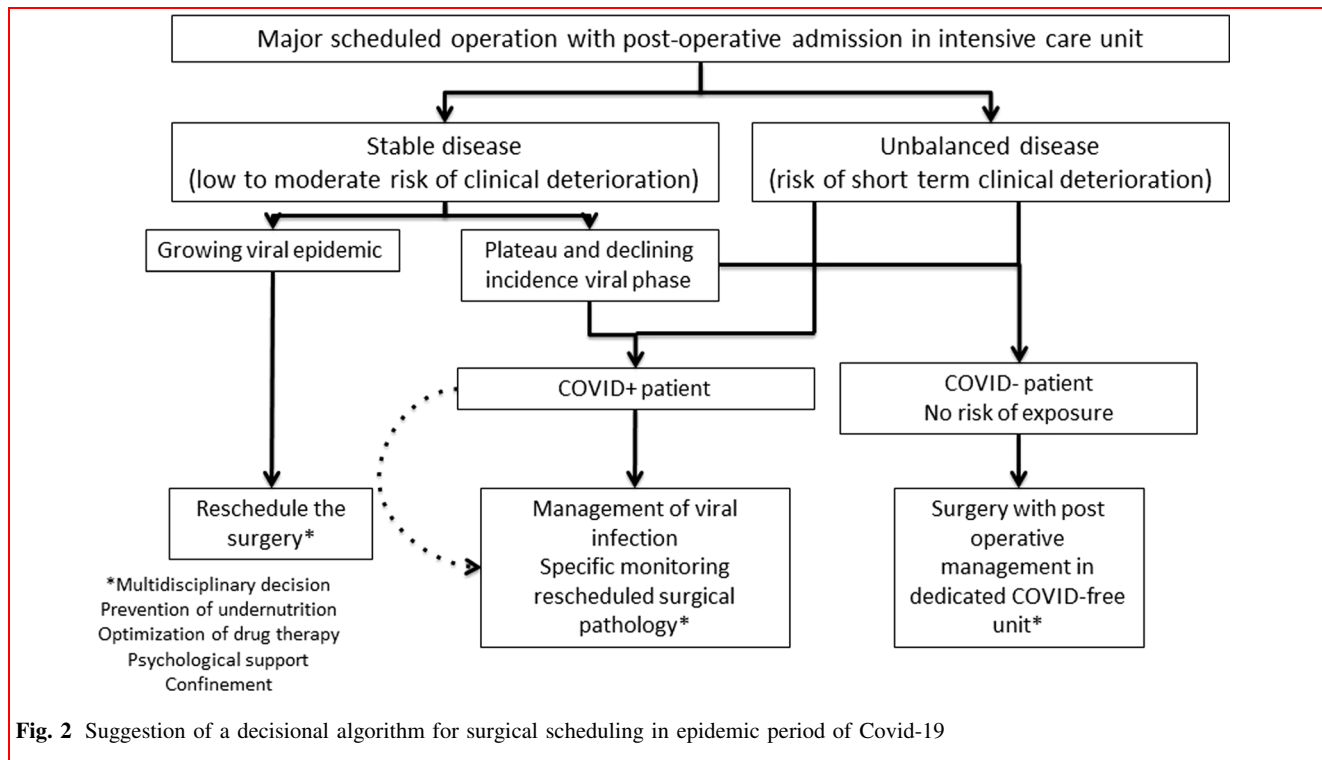 Major scheduled operation with post-operative admission in intensive care unit
Stable disease
(low to moderate risk of clinical deterioration)
Unbalanced disease
(risk of short term clinical deterioration)
Growing viral epidemic
Plateau and declining
incidence viral phase
COVID+ patient
COVID- patient
No risk of exposure
Reschedule the
surgery*
Management of viral
infection
Specific monitoring
rescheduled surgical
pathology*
Surgery with post
operative
management in
dedicated COVID-free
unit*
*Multidisciplinary decision
Prevention of undernutrition
Optimization of drug therapy
Psychological support
Confinement
Fig. 2 Suggestion of a decisional algorithm for surgical scheduling in epidemic period of Covid-19